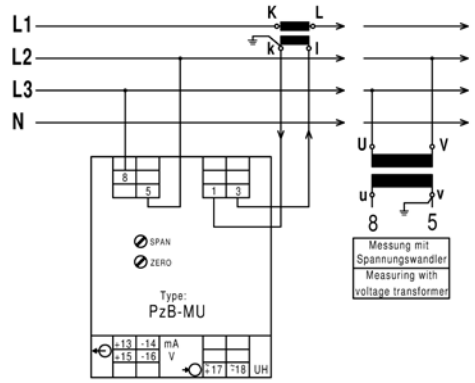 K L
L1
k l
L2
L3
N
U V
8
5 1 3
u v
8 5
SPAN
ZERO
Messung mit
Spannungswandler
Measuring with
voltage transformer
Type:
PzB-MU
+13 -14 mA
+15 -16 V
+17 -18 UH